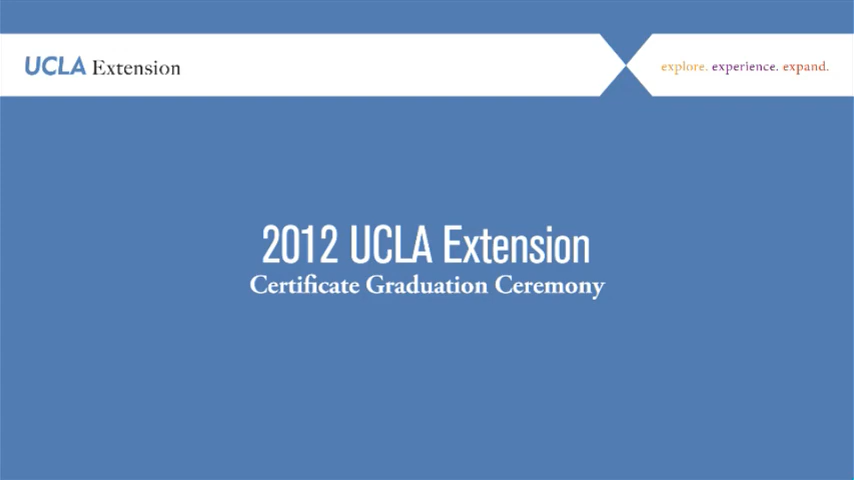 UCLA Extension
explore. experience. expand.
2012 UCLA Extension
Certificate Graduation Ceremony